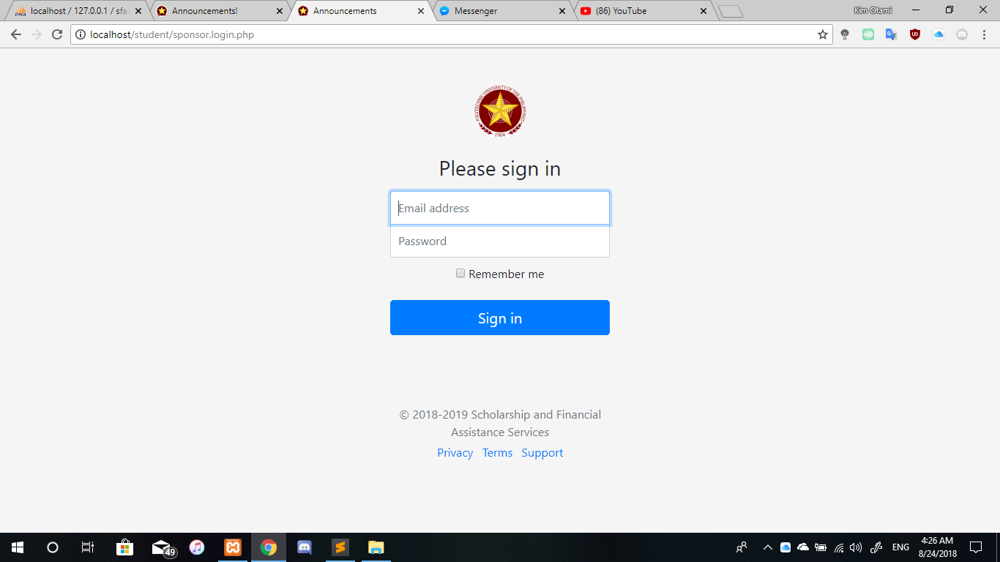 localhost / 127.0.0.1 / sfas
Announcements!
Announcements
Messenger
(86) YouTube
Kim Otami
localhost/student/sponsor.login.php
POLYTECHNIC UNIVERSITY OF THE PHILIPPINES
1904
Please sign in
Email address
Password
Remember me
Sign in
© 2018-2019 Scholarship and Financial
Assistance Services
Privacy Terms Support
49
ENG
4:26 AM
8/24/2018